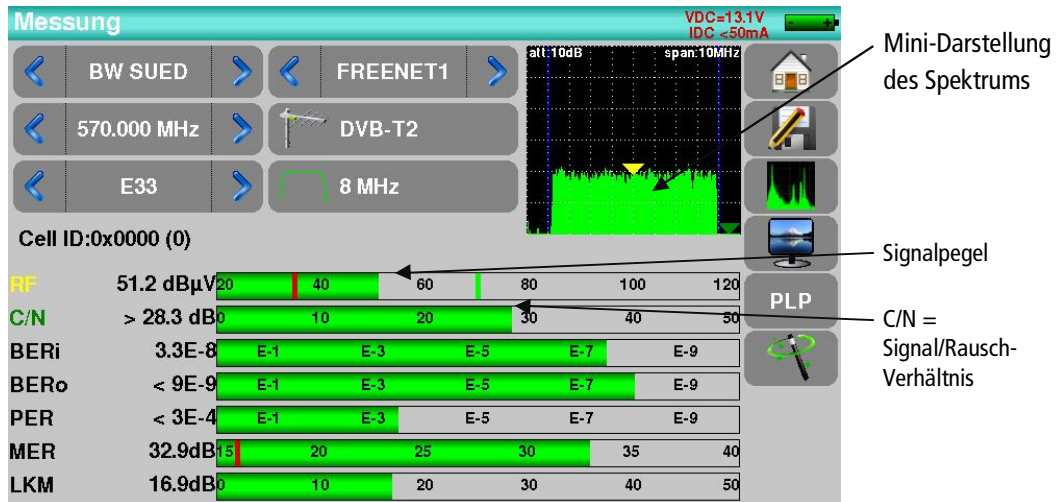 Messung
VDC=13.1V
IDC <50mA
- +
BW SUED
FREENET1
att:10dB
span:10MHz
570.000 MHz
DVB-T2
E33
8 MHz
Cell ID:0x0000 (0)
RF 51.2 dBµV 20 40 60 80 100 120
C/N > 28.3 dB 0 10 20 30 40 50
BERi 3.3E-8 E-1 E-3 E-5 E-7 E-9
BERo < 9E-9 E-1 E-3 E-5 E-7 E-9
PER < 3E-4 E-1 E-3 E-5 E-7 E-9
MER 32.9dB 15 20 25 30 35 40
LKM 16.9dB 0 10 20 30 40 50
PLP
Mini-Darstellung
des Spektrums
Signalpegel
C/N =
Signal/Rausch-
Verhältnis